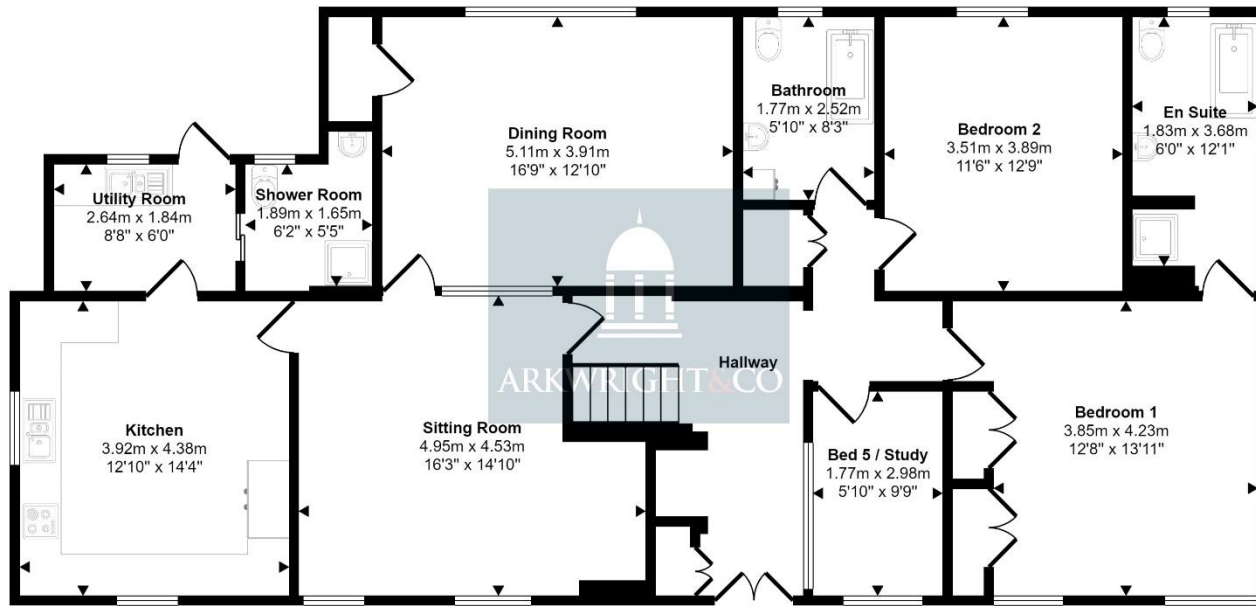 Bathroom
1.77m x 2.52m
5'10" x 8'3"
En Suite
1.83m x 3.68m
6'0" x 12'1"
Dining Room
5.11m x 3.91m
16'9" x 12'10"
Bedroom 2
3.51m x 3.89m
11'6" x 12'9"
Utility Room
2.64m x 1.84m
8'8" x 6'0"
Shower Room
1.89m x 1.65m
6'2" x 5'5"
Hallway
ARKWRIGHT&CO
Kitchen
3.92m x 4.38m
12'10" x 14'4"
Sitting Room
4.95m x 4.53m
16'3" x 14'10"
Bed 5 / Study
1.77m x 2.98m
5'10" x 9'9"
Bedroom 1
3.85m x 4.23m
12'8" x 13'11"